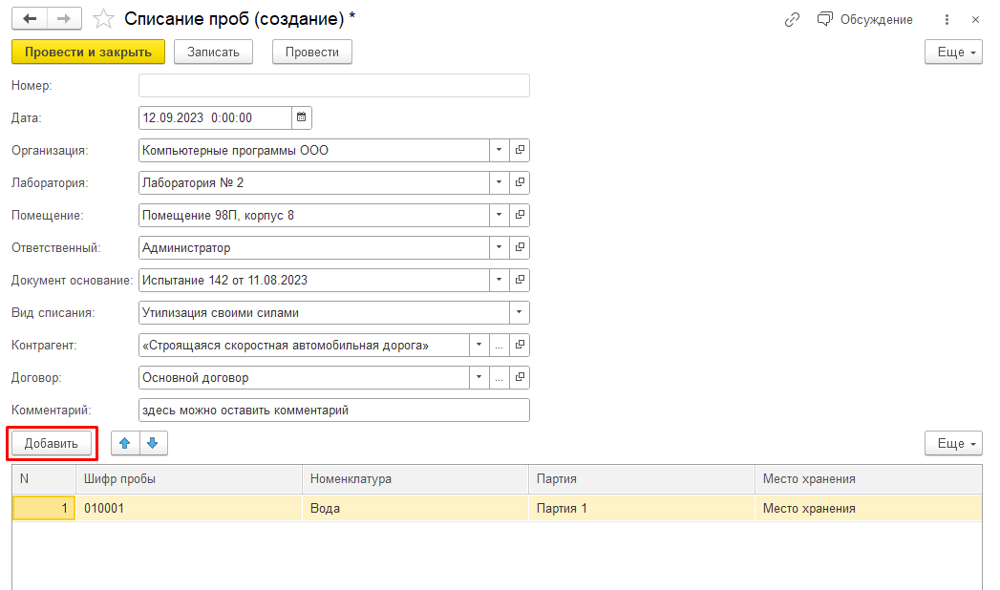 Списание проб (создание) *
Обсуждение
Провести и закрыть Записать Провести Еще
Номер:
Дата: 12.09.2023 0:00:00
Организация: Компьютерные программы ООО
Лаборатория: Лаборатория № 2
Помещение: Помещение 98П, корпус 8
Ответственный: Администратор
Документ основание: Испытание 142 от 11.08.2023
Вид списания: Утилизация своими силами
Контрагент: «Строящаяся скоростная автомобильная дорога» ...
Договор: Основной договор ...
Комментарий: здесь можно оставить комментарий
Добавить Еще
N Шифр пробы Номенклатура Партия Место хранения
1 010001 Вода Партия 1 Место хранения